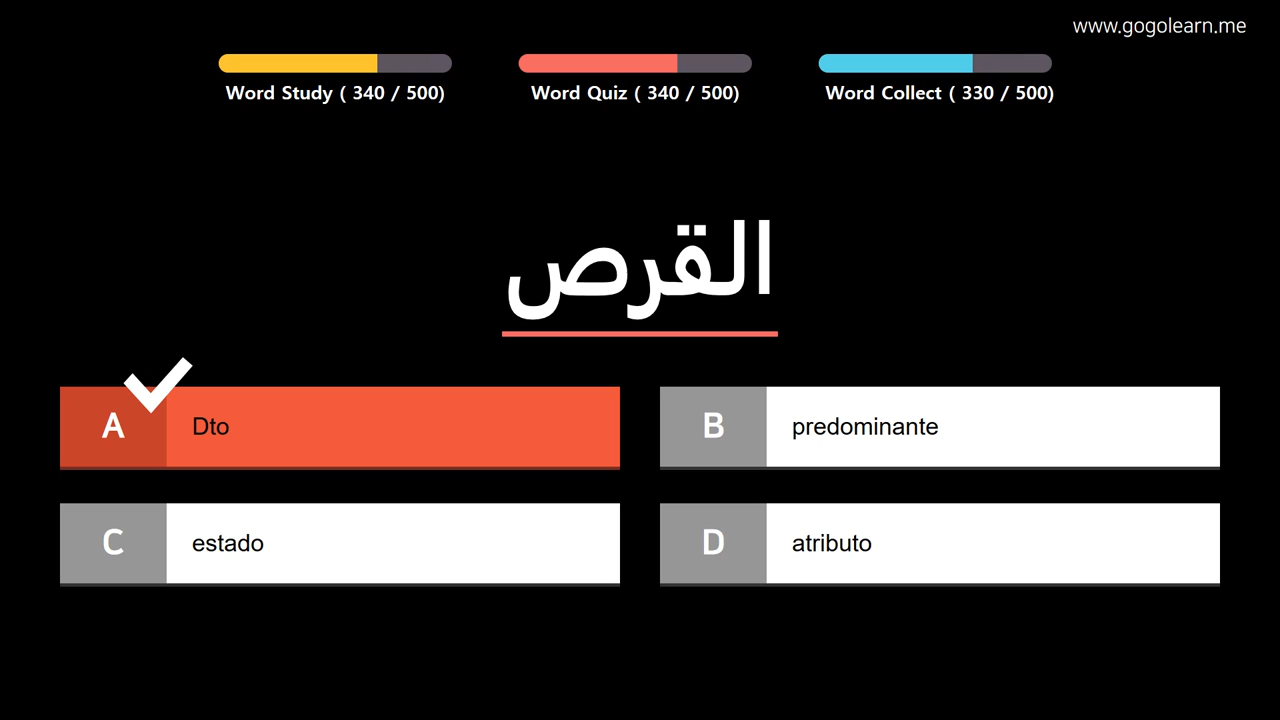 www.gogolearn.me
Word Study ( 340 / 500)
Word Quiz ( 340 / 500)
Word Collect ( 330 / 500)
القرص
A Dto
B predominante
C estado
D atributo